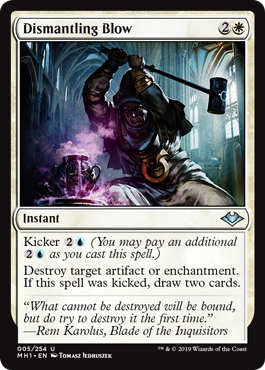 Dismantling Blow 2
Instant
Kicker 2 (You may pay an additional
2 as you cast this spell.)
Destroy target artifact or enchantment.
If this spell was kicked, draw two cards.
“What cannot be destroyed will be bound,
but do try to destroy it the first time.”
—Rem Karolus, Blade of the Inquisitors
005/254 U
MH1 • EN Tomasz Jedruszek
™ & © 2019 Wizards of the Coast